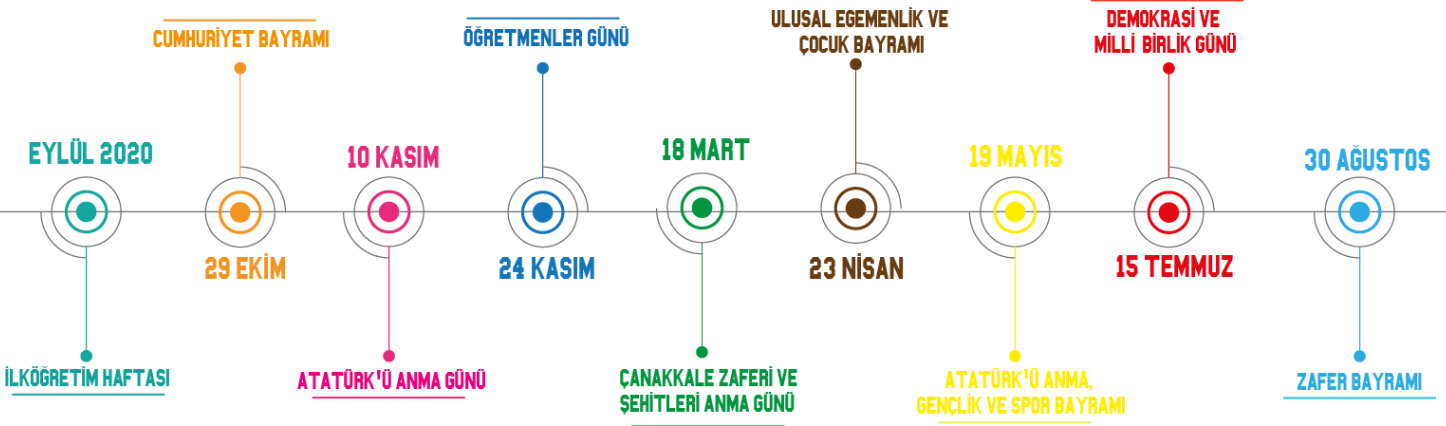 CUMHURİYET BAYRAMI
ÖĞRETMENLER GÜNÜ
ULUSAL EGEMENLİK VE
ÇOCUK BAYRAMI
DEMOKRASİ VE
MİLLİ BİRLİK GÜNÜ
EYLÜL 2020
10 KASIM
18 MART
19 MAYIS
30 AĞUSTOS
29 EKİM
24 KASIM
23 NİSAN
15 TEMMUZ
İLKÖĞRETİM HAFTASI
ATATÜRK'Ü ANMA GÜNÜ
ÇANAKKALE ZAFERİ VE
ŞEHİTLERİ ANMA GÜNÜ
ATATÜRK'Ü ANMA,
GENÇLİK VE SPOR BAYRAMI
ZAFER BAYRAMI